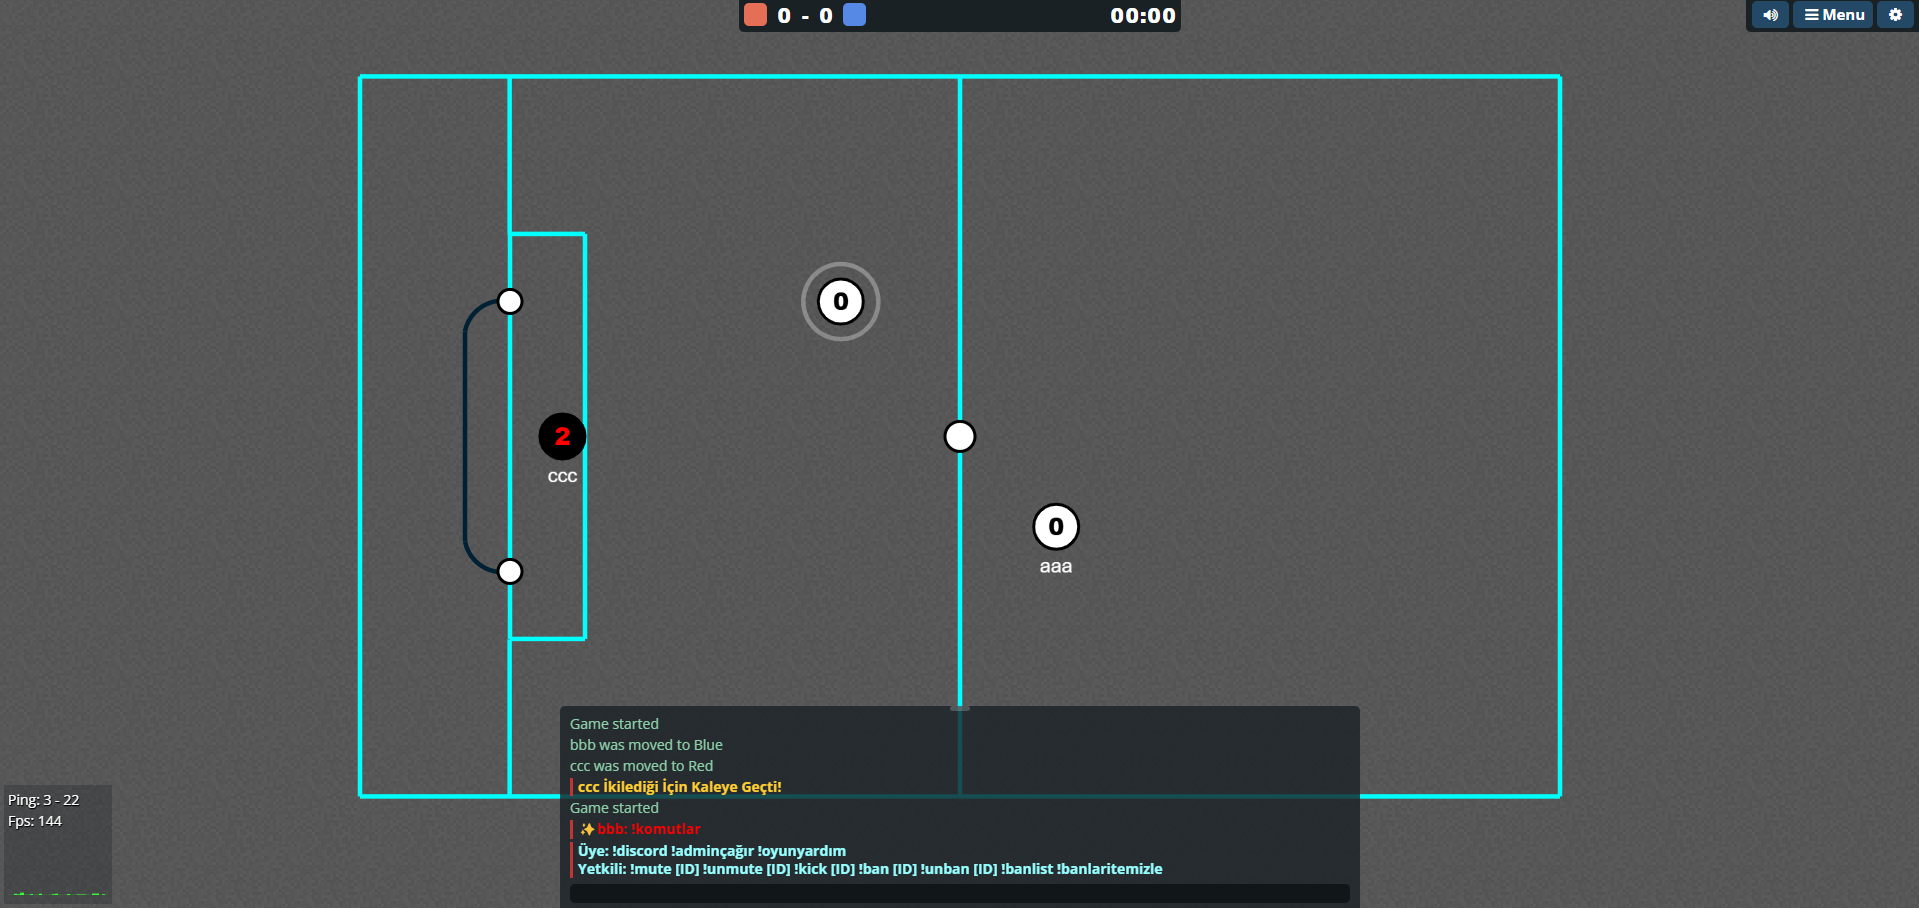 0 - 0
00:00
Menu
0
2
ccc
0
aaa
Game started
bbb was moved to Blue
ccc was moved to Red
ccc İkilediği İçin Kaleye Geçti!
Game started
✨bbb: !komutlar
Üye: !discord !adminçağır !oyunyardım
Yetkili: !mute [ID] !unmute [ID] !kick [ID] !ban [ID] !unban [ID] !banlist !banlaritemizle
Ping: 3 - 22
Fps: 144